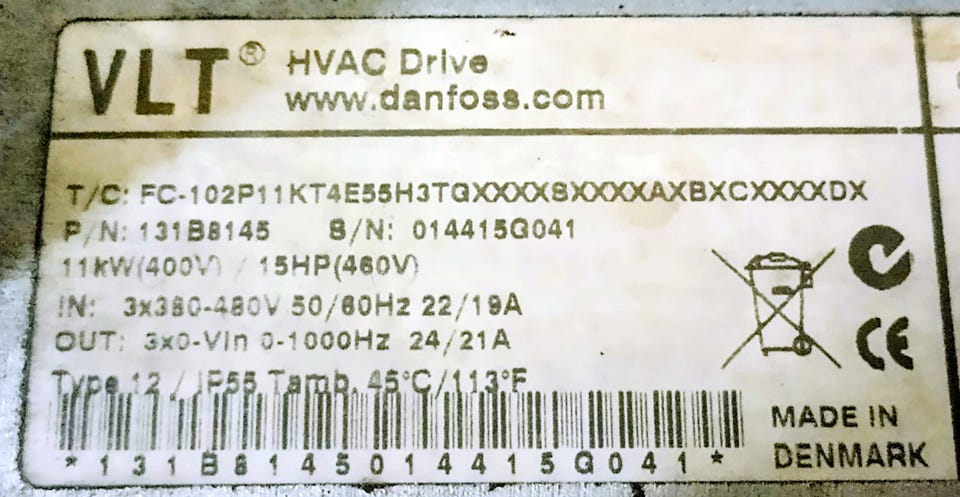 VLT® HVAC Drive
www.danfoss.com
T/C: FC-102P11KT4E55H3TGXXXXSXXXXAXBXCXXXXDX
P/N: 131B8145 S/N: 014415G041
11kW(400V) / 15HP(460V)
IN: 3x380-480V 50/60Hz 22/19A
OUT: 3x0-Vin 0-1000Hz 24/21A
Type 12 / IP55 Tamb. 45°C/113°F
*131B8145014415G041*
CE
MADE IN
DENMARK